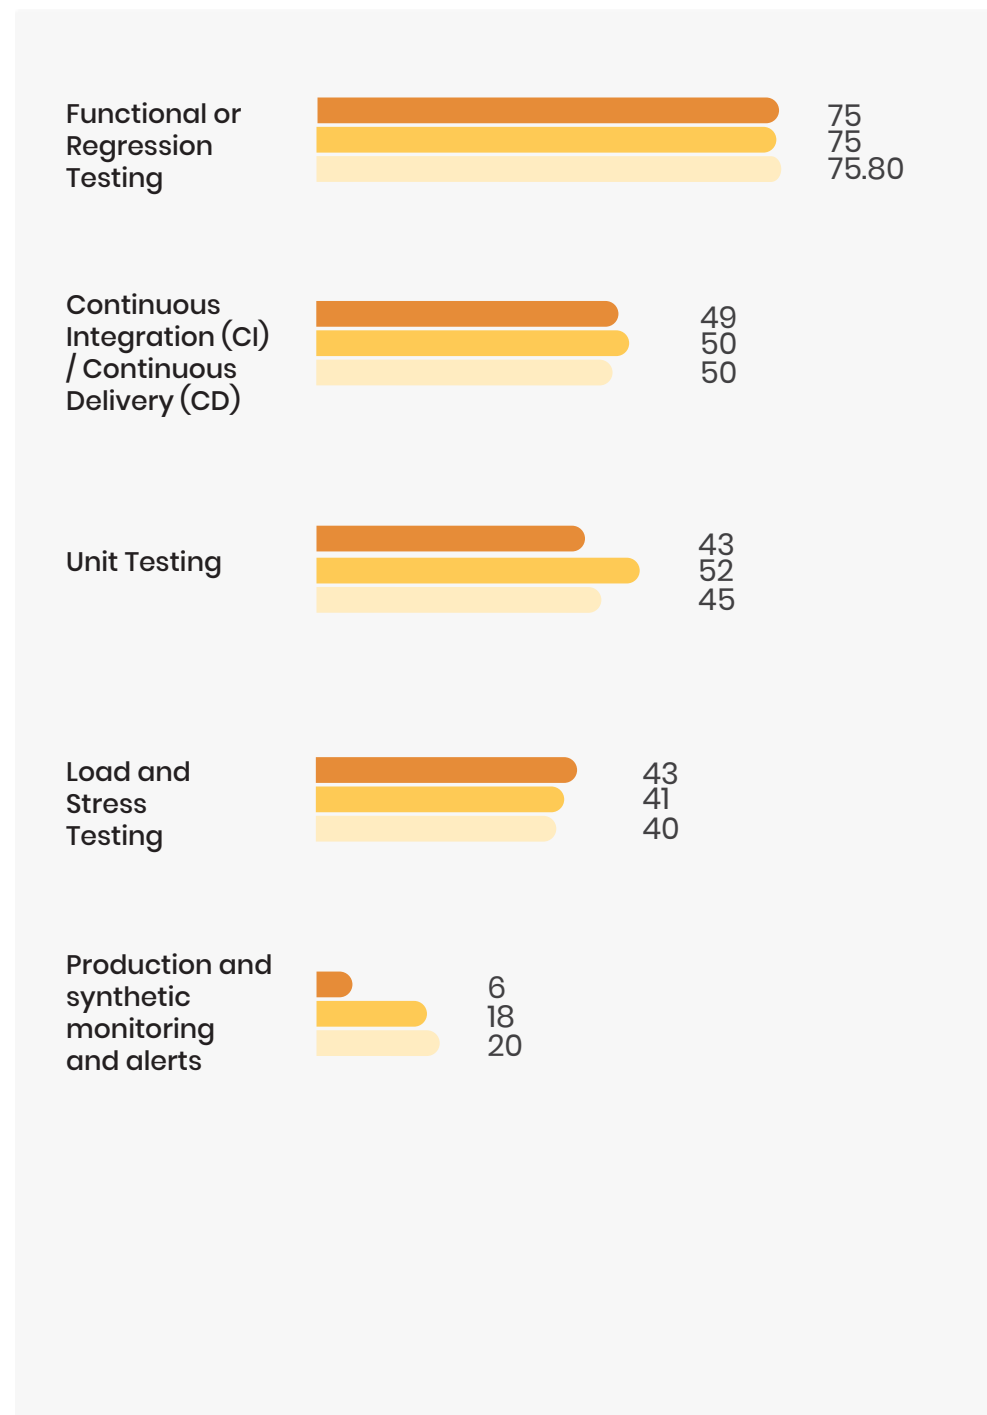 Functional or
Regression
Testing
75
75
75.80
Continuous
Integration (CI)
/ Continuous
Delivery (CD)
49
50
50
Unit Testing
43
52
45
Load and
Stress
Testing
43
41
40
Production and
synthetic
monitoring
and alerts
6
18
20